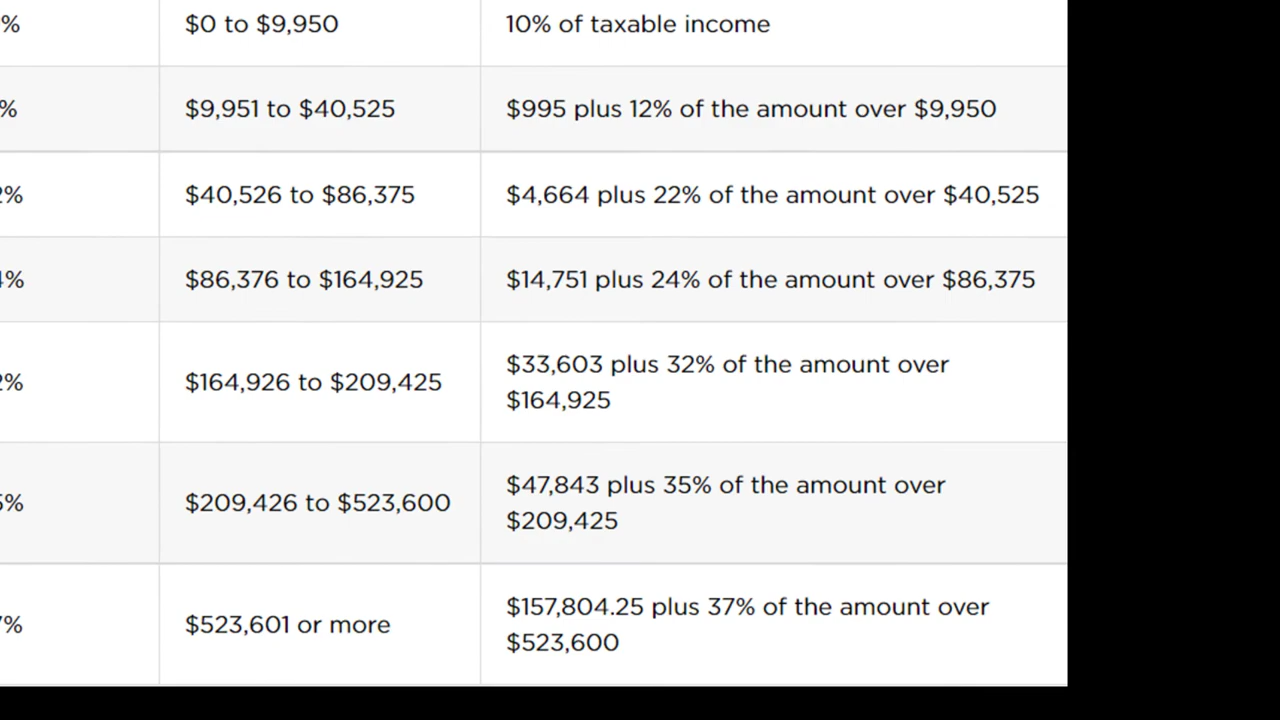 % $0 to $9,950 10% of taxable income
% $9,951 to $40,525 $995 plus 12% of the amount over $9,950
2% $40,526 to $86,375 $4,664 plus 22% of the amount over $40,525
4% $86,376 to $164,925 $14,751 plus 24% of the amount over $86,375
2% $164,926 to $209,425 $33,603 plus 32% of the amount over
$164,925
5% $209,426 to $523,600 $47,843 plus 35% of the amount over
$209,425
7% $523,601 or more $157,804.25 plus 37% of the amount over
$523,600